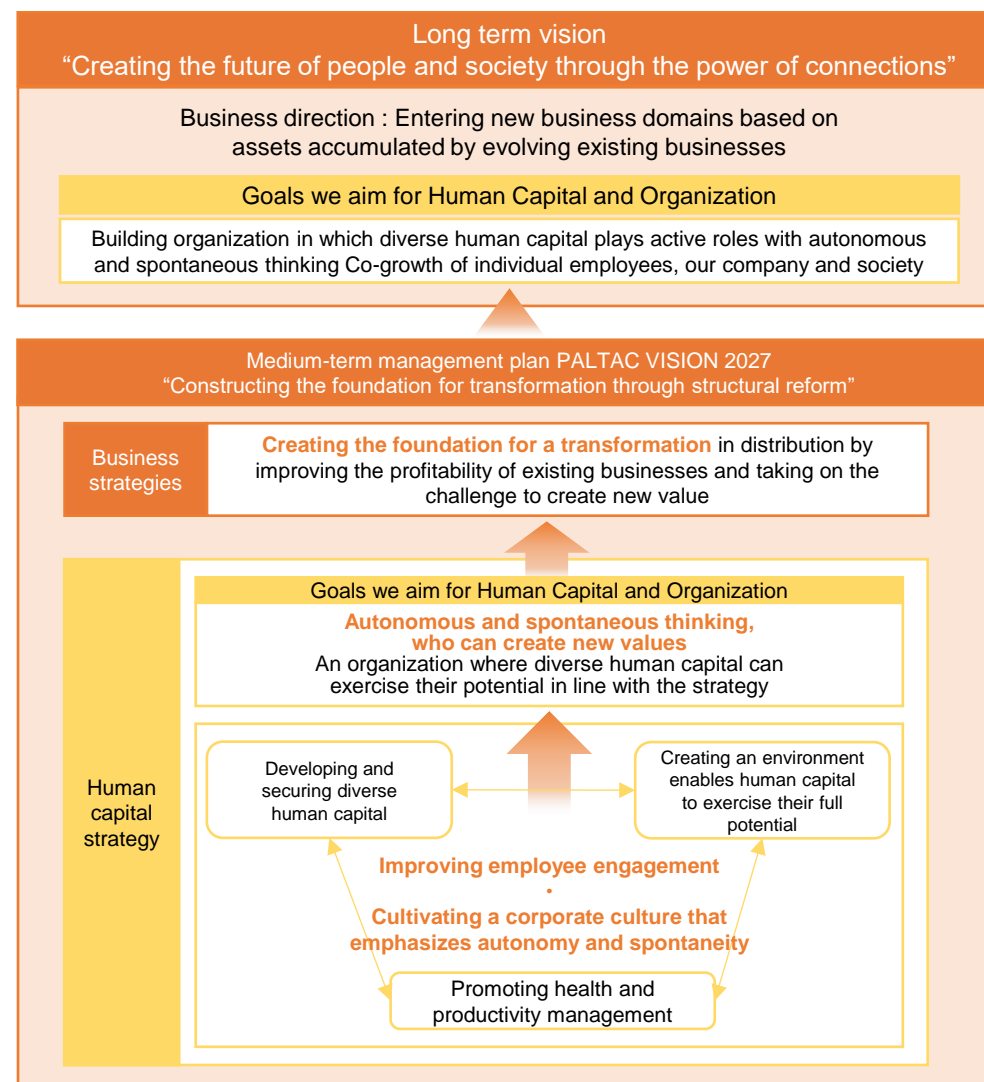 Long term vision
“Creating the future of people and society through the power of connections”
Business direction : Entering new business domains based on
assets accumulated by evolving existing businesses
Goals we aim for Human Capital and Organization
Building organization in which diverse human capital plays active roles with autonomous
and spontaneous thinking Co-growth of individual employees, our company and society
Medium-term management plan PALTAC VISION 2027
“Constructing the foundation for transformation through structural reform”
Business
strategies
Creating the foundation for a transformation in distribution by
improving the profitability of existing businesses and taking on the
challenge to create new value
Human
capital
strategy
Goals we aim for Human Capital and Organization
Autonomous and spontaneous thinking,
who can create new values
An organization where diverse human capital can
exercise their potential in line with the strategy
Developing and
securing diverse
human capital
Creating an environment
enables human capital
to exercise their full
potential
Improving employee engagement
・
Cultivating a corporate culture that
emphasizes autonomy and spontaneity
Promoting health and
productivity management